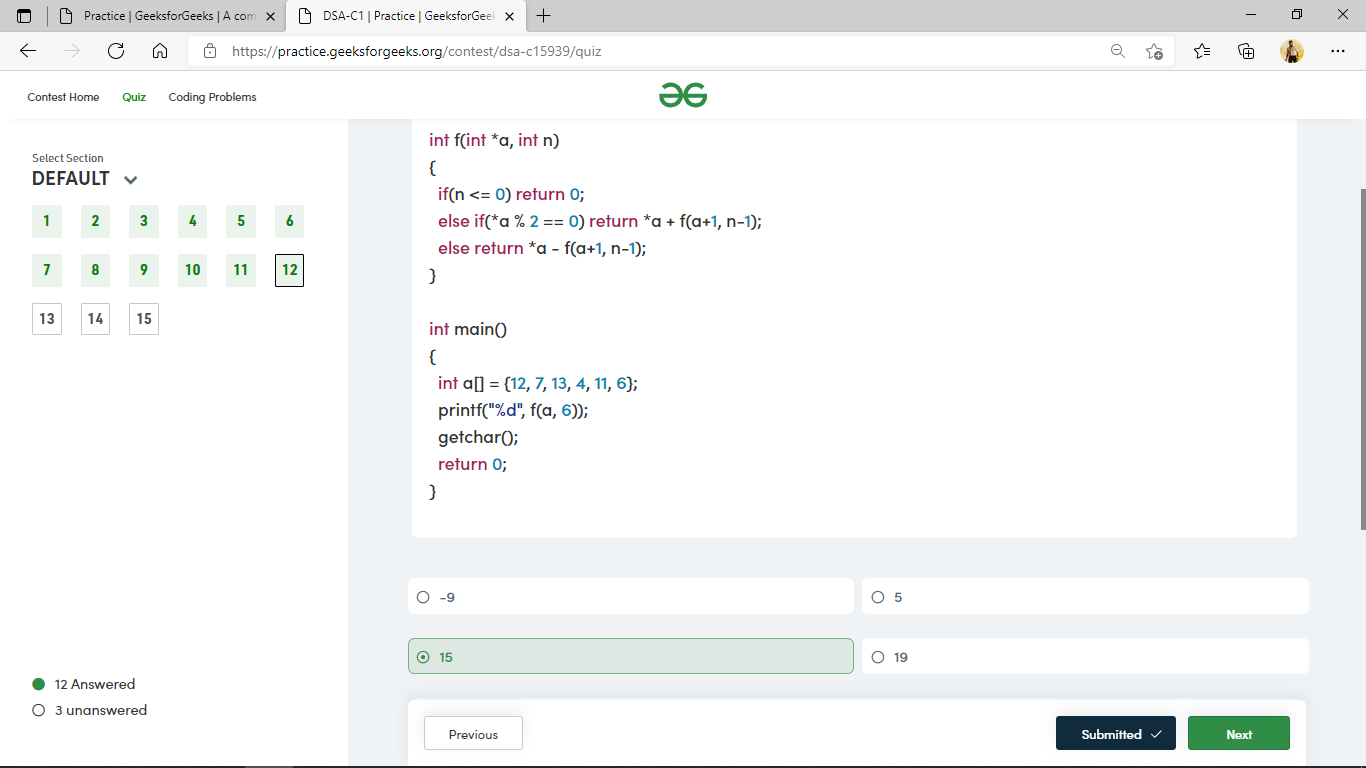 Practice | GeeksforGeeks | A com
DSA-C1 | Practice | GeeksforGee
https://practice.geeksforgeeks.org/contest/dsa-c15939/quiz
Contest Home Quiz Coding Problems
Select Section
DEFAULT
1 2 3 4 5 6
7 8 9 10 11 12
13 14 15
12 Answered
3 unanswered
int f(int *a, int n)
{
if(n <= 0) return 0;
else if(*a % 2 == 0) return *a + f(a+1, n-1);
else return *a - f(a+1, n-1);
}
int main()
{
int a[] = {12, 7, 13, 4, 11, 6};
printf("%d", f(a, 6));
getchar();
return 0;
}
-9
5
15
19
Previous
Submitted
Next